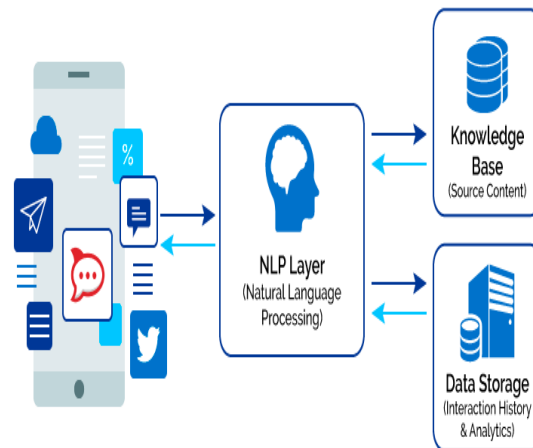 %
NLP Layer
(Natural Language
Processing)
Knowledge
Base
(Source Content)
Data Storage
(Interaction History
& Analytics)